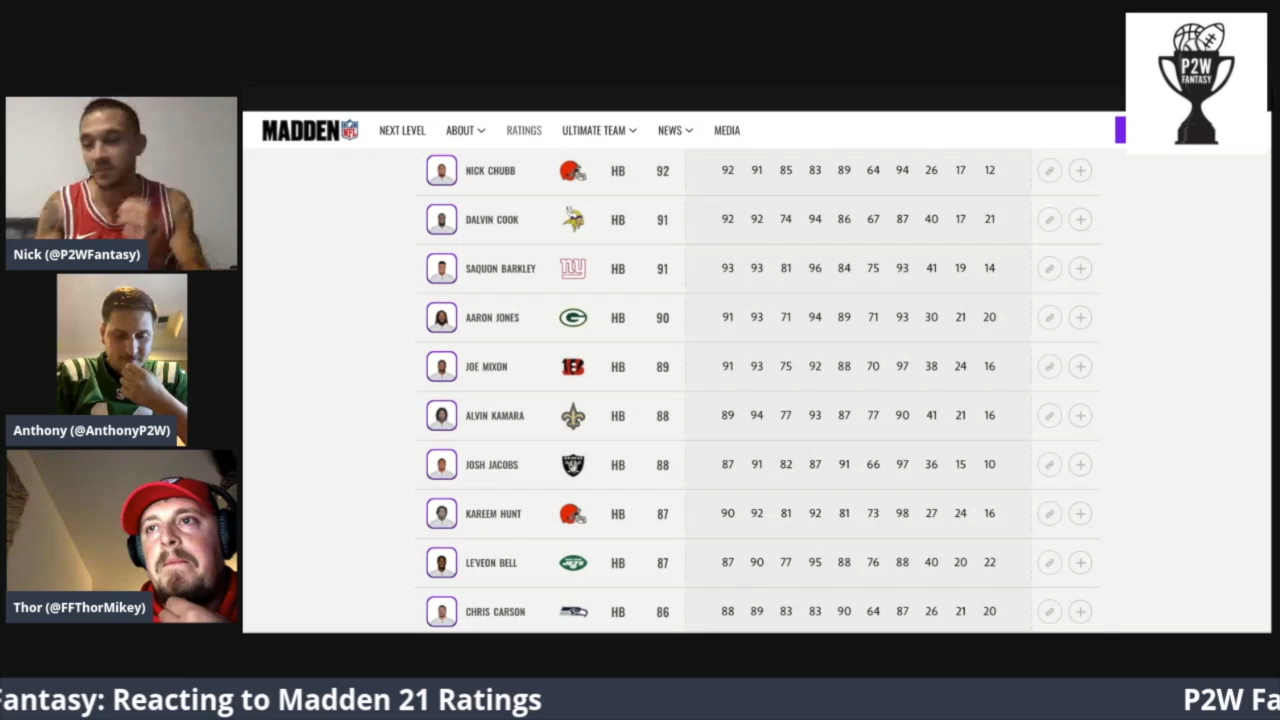 P2W
FANTASY
MADDEN NFL NEXT LEVEL ABOUT RATINGS ULTIMATE TEAM NEWS MEDIA
NICK CHUBB HB 92 92 91 85 83 89 64 94 26 17 12
DALVIN COOK HB 91 92 92 74 94 86 67 87 40 17 21
SAQUON BARKLEY ny HB 91 93 93 81 96 84 75 93 41 19 14
AARON JONES G HB 90 91 93 71 94 89 71 93 30 21 20
JOE MIXON B HB 89 91 93 75 92 88 70 97 38 24 16
ALVIN KAMARA HB 88 89 94 77 93 87 77 90 41 21 16
JOSH JACOBS HB 88 87 91 82 87 91 66 97 36 15 10
KAREEM HUNT HB 87 90 92 81 92 81 73 98 27 24 16
LE'VEON BELL HB 87 87 90 77 95 88 76 88 40 20 22
CHRIS CARSON HB 86 88 89 83 83 90 64 87 26 21 20
Nick (@P2WFantasy)
Anthony (@AnthonyP2W)
Thor (@FFThorMikey)
Fantasy: Reacting to Madden 21 Ratings P2W Fa